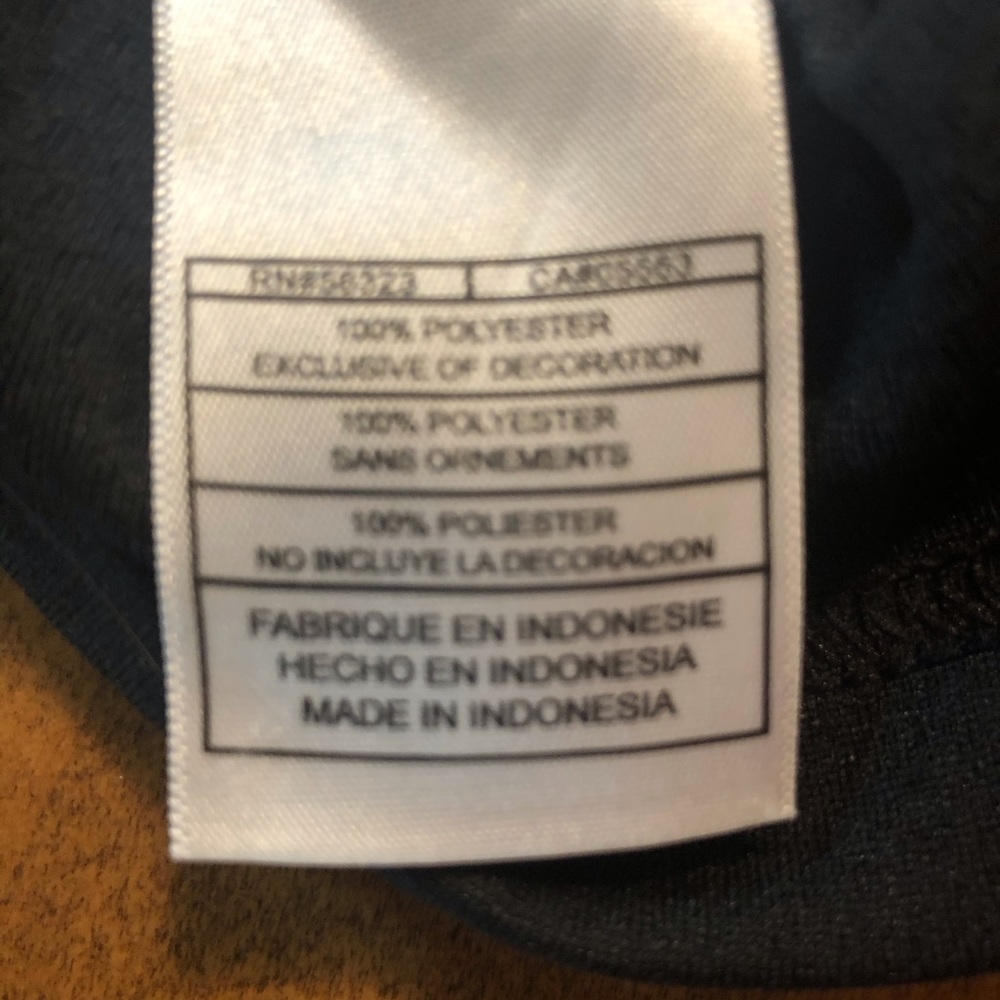 RN#56323 CA#05553
100% POLYESTER
EXCLUSIVE OF DECORATION
100% POLYESTER
SANS ORNEMENTS
100% POLIESTER
NO INCLUYE LA DECORACION
FABRIQUE EN INDONESIE
HECHO EN INDONESIA
MADE IN INDONESIA